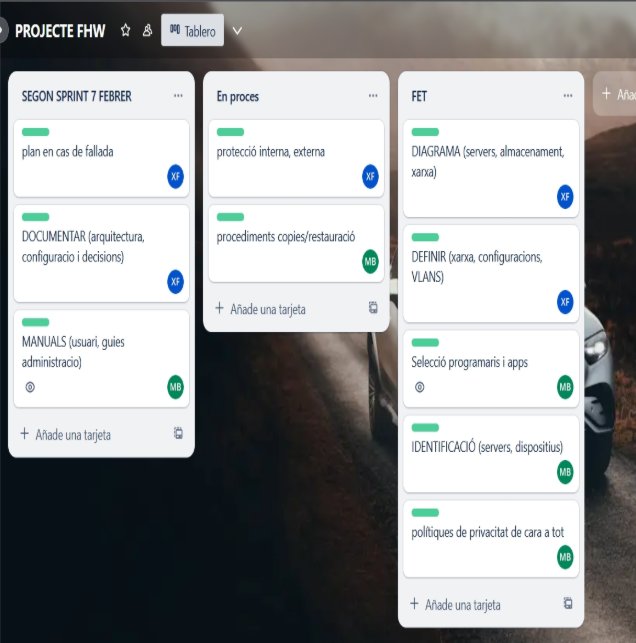 PROJECTE FHW
Tablero
SEGON SPRINT 7 FEBRER
plan en cas de fallada
XF
DOCUMENTAR (arquitectura,
configuracio i decisions)
XF
MANUALS (usuari, guies
administracio)
MB
+ Añade una tarjeta
En proces
protecció interna, externa
XF
procediments copies/restauració
MB
+ Añade una tarjeta
FET
DIAGRAMA (servers, almacenament,
xarxa)
XF
DEFINIR (xarxa, configuracions,
VLANS)
XF
Selecció programaris i apps
MB
IDENTIFICACIÓ (servers, dispositius)
MB
polítiques de privacitat de cara a tot
MB
+ Añade una tarjeta